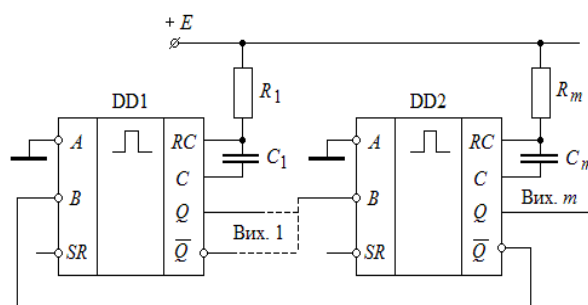 + E
DD1
R1
DD2
Rm
A
RC
C1
A
RC
Cm
C
C
B
Q
B
Q
Вих. m
Вих. 1
SR
Q̅
SR
Q̅